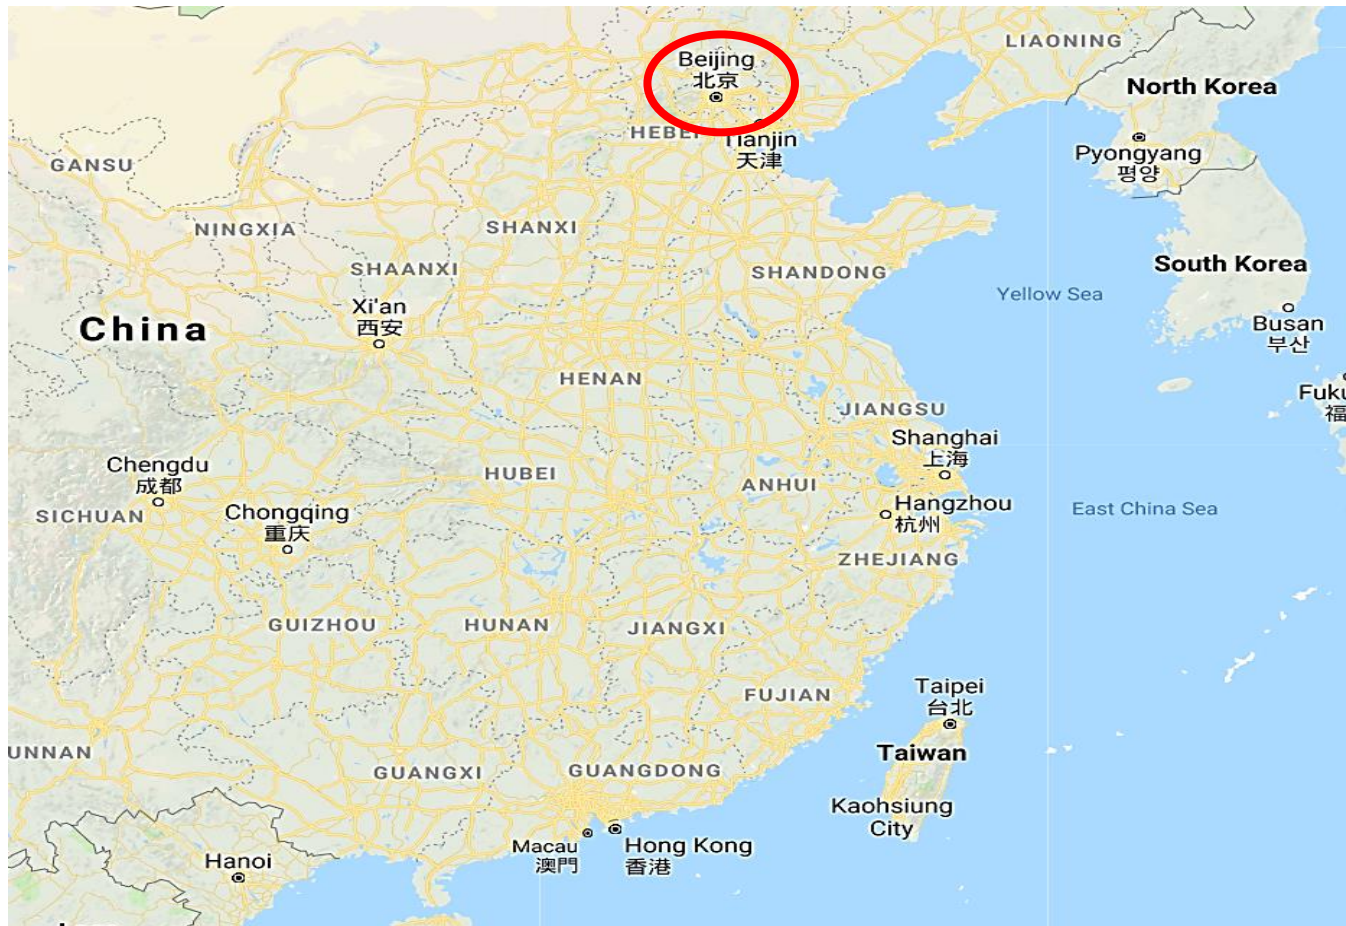 LIAONING
Beijing
北京
North Korea
HEBEI
Tianjin
天津
Pyongyang
평양
GANSU
NINGXIA
SHANXI
SHAANXI
SHANDONG
South Korea
Yellow Sea
Xi'an
西安
China
Busan
부산
HENAN
Fuku
福
JIANGSU
Shanghai
上海
Chengdu
成都
HUBEI
ANHUI
SICHUAN
Chongqing
重庆
Hangzhou
杭州
East China Sea
ZHEJIANG
GUIZHOU
HUNAN
JIANGXI
FUJIAN
Taipei
台北
UNNAN
Taiwan
GUANGXI
GUANGDONG
Kaohsiung
City
Macau
澳門
Hong Kong
香港
Hanoi